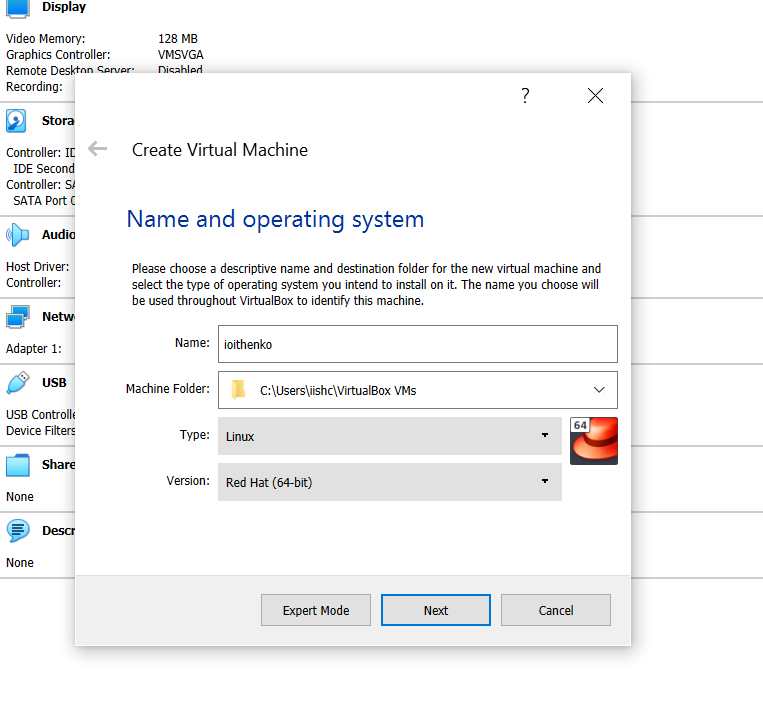 Display
Video Memory: 128 MB
Graphics Controller: VMSVGA
Remote Desktop Server: Disabled
Recording:
Controller:
IDE Second
Controller:
SATA Port 0
Audio
Host Driver:
Controller:
Adapter 1:
USB
USB Controlle
Device Filters
Share
None
Descr
None
?
Create Virtual Machine
Name and operating system
Please choose a descriptive name and destination folder for the new virtual machine and
select the type of operating system you intend to install on it. The name you choose will
be used throughout VirtualBox to identify this machine.
Name: ioithenko
Machine Folder: C:\Users\iishc\VirtualBox VMs
Type: Linux
64
Version: Red Hat (64-bit)
Expert Mode
Next
Cancel